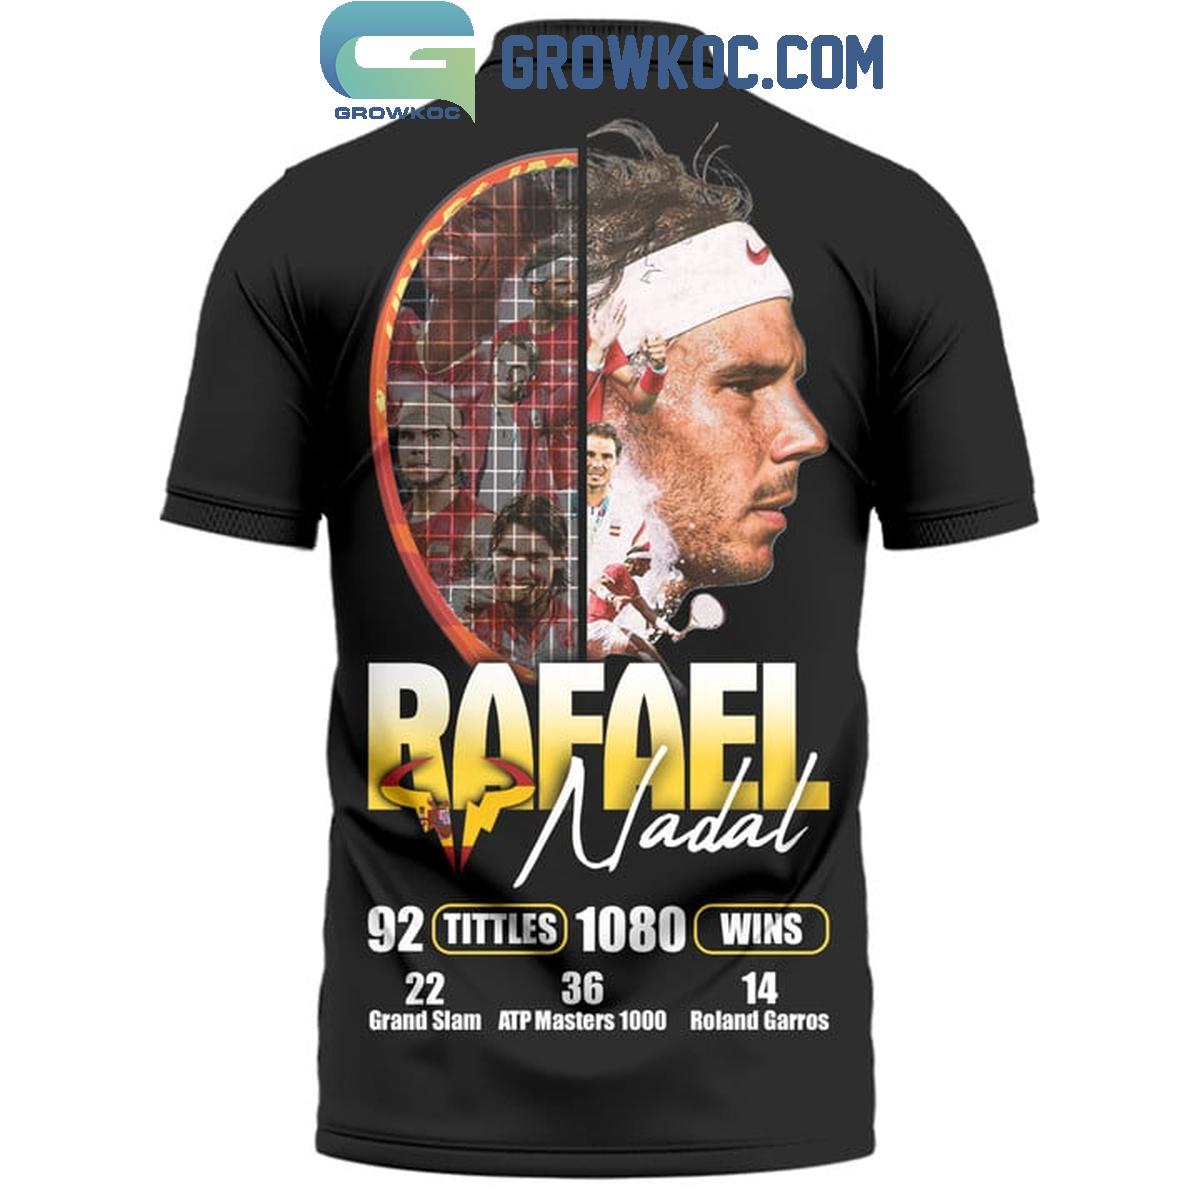 GROWKOC.COM
GROWKOC
RAFAEL
Nadal
92 TITTLES 1080 WINS
22 36 14
Grand Slam ATP Masters 1000 Roland Garros